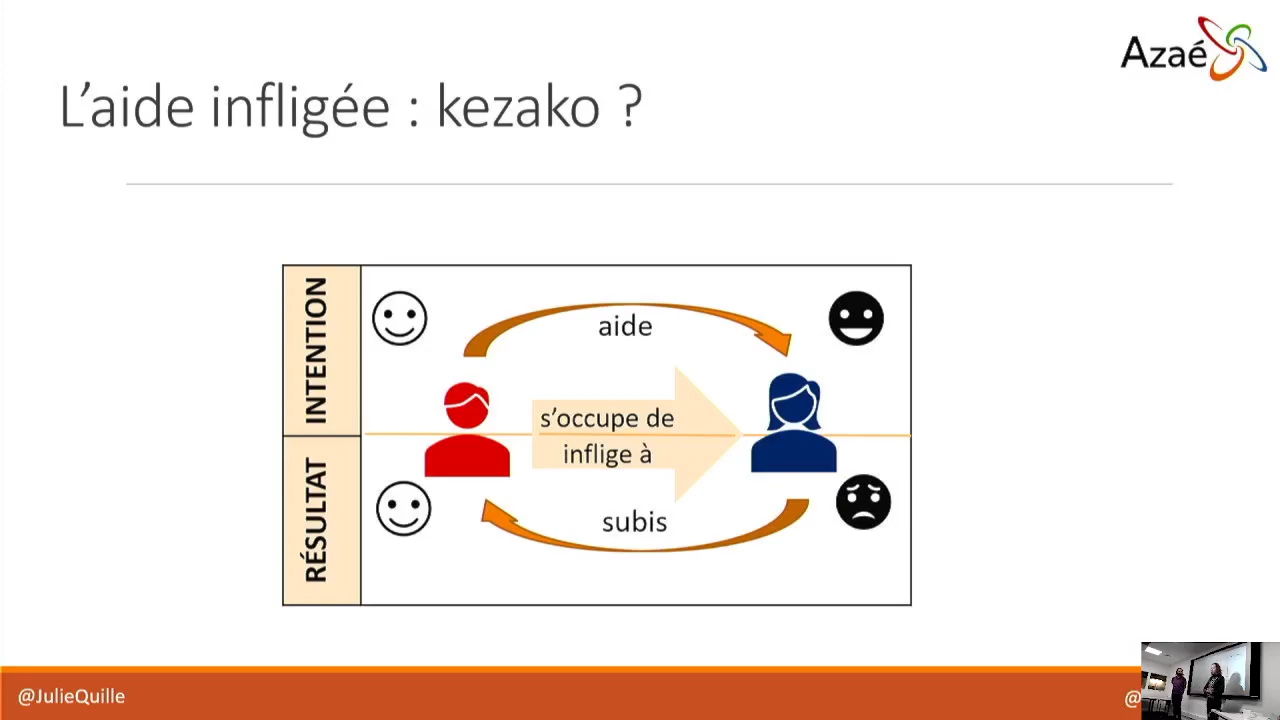 Azaé
L'aide infligée : kezako ?
INTENTION
aide
s'occupe de
inflige à
RÉSULTAT
subis
@JulieQuille
@